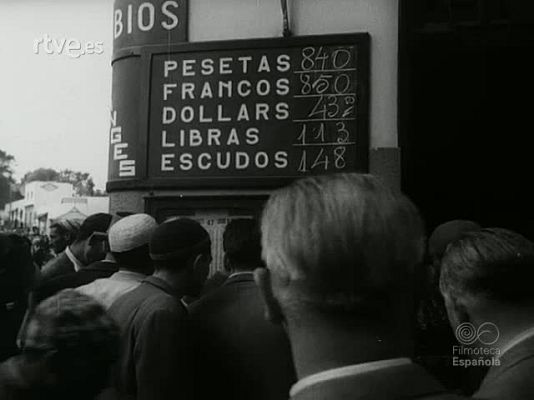 rtve.es
BIOS
NGES
PESETAS 840
FRANCOS 850
DOLLARS 43²
LIBRAS 113
ESCUDOS 148
Filmoteca
Española